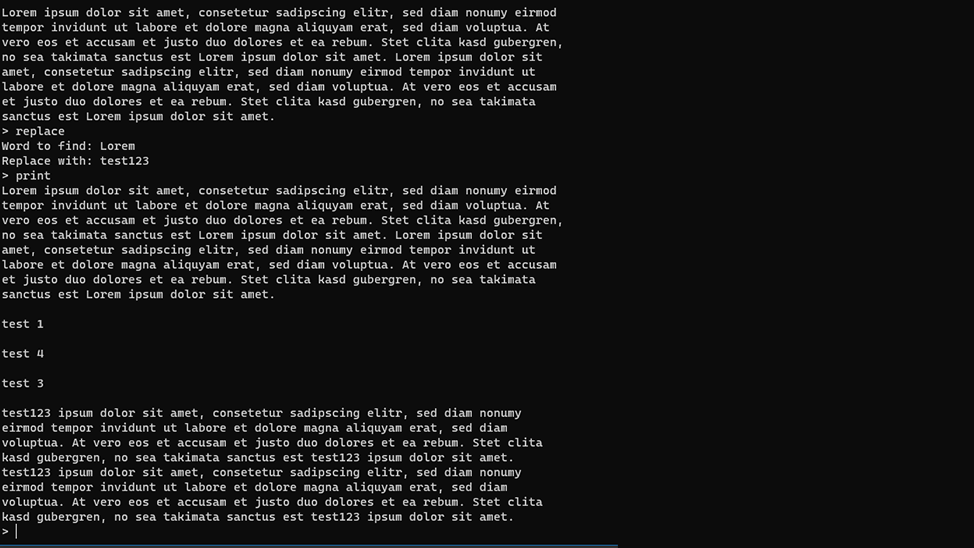 Lorem ipsum dolor sit amet, consetetur sadipscing elitr, sed diam nonumy eirmod
tempor invidunt ut labore et dolore magna aliquyam erat, sed diam voluptua. At
vero eos et accusam et justo duo dolores et ea rebum. Stet clita kasd gubergren,
no sea takimata sanctus est Lorem ipsum dolor sit amet. Lorem ipsum dolor sit
amet, consetetur sadipscing elitr, sed diam nonumy eirmod tempor invidunt ut
labore et dolore magna aliquyam erat, sed diam voluptua. At vero eos et accusam
et justo duo dolores et ea rebum. Stet clita kasd gubergren, no sea takimata
sanctus est Lorem ipsum dolor sit amet.
> replace
Word to find: Lorem
Replace with: test123
> print
Lorem ipsum dolor sit amet, consetetur sadipscing elitr, sed diam nonumy eirmod
tempor invidunt ut labore et dolore magna aliquyam erat, sed diam voluptua. At
vero eos et accusam et justo duo dolores et ea rebum. Stet clita kasd gubergren,
no sea takimata sanctus est Lorem ipsum dolor sit amet. Lorem ipsum dolor sit
amet, consetetur sadipscing elitr, sed diam nonumy eirmod tempor invidunt ut
labore et dolore magna aliquyam erat, sed diam voluptua. At vero eos et accusam
et justo duo dolores et ea rebum. Stet clita kasd gubergren, no sea takimata
sanctus est Lorem ipsum dolor sit amet.

test 1

test 4

test 3

test123 ipsum dolor sit amet, consetetur sadipscing elitr, sed diam nonumy
eirmod tempor invidunt ut labore et dolore magna aliquyam erat, sed diam
voluptua. At vero eos et accusam et justo duo dolores et ea rebum. Stet clita
kasd gubergren, no sea takimata sanctus est test123 ipsum dolor sit amet.
test123 ipsum dolor sit amet, consetetur sadipscing elitr, sed diam nonumy
eirmod tempor invidunt ut labore et dolore magna aliquyam erat, sed diam
voluptua. At vero eos et accusam et justo duo dolores et ea rebum. Stet clita
kasd gubergren, no sea takimata sanctus est test123 ipsum dolor sit amet.
>